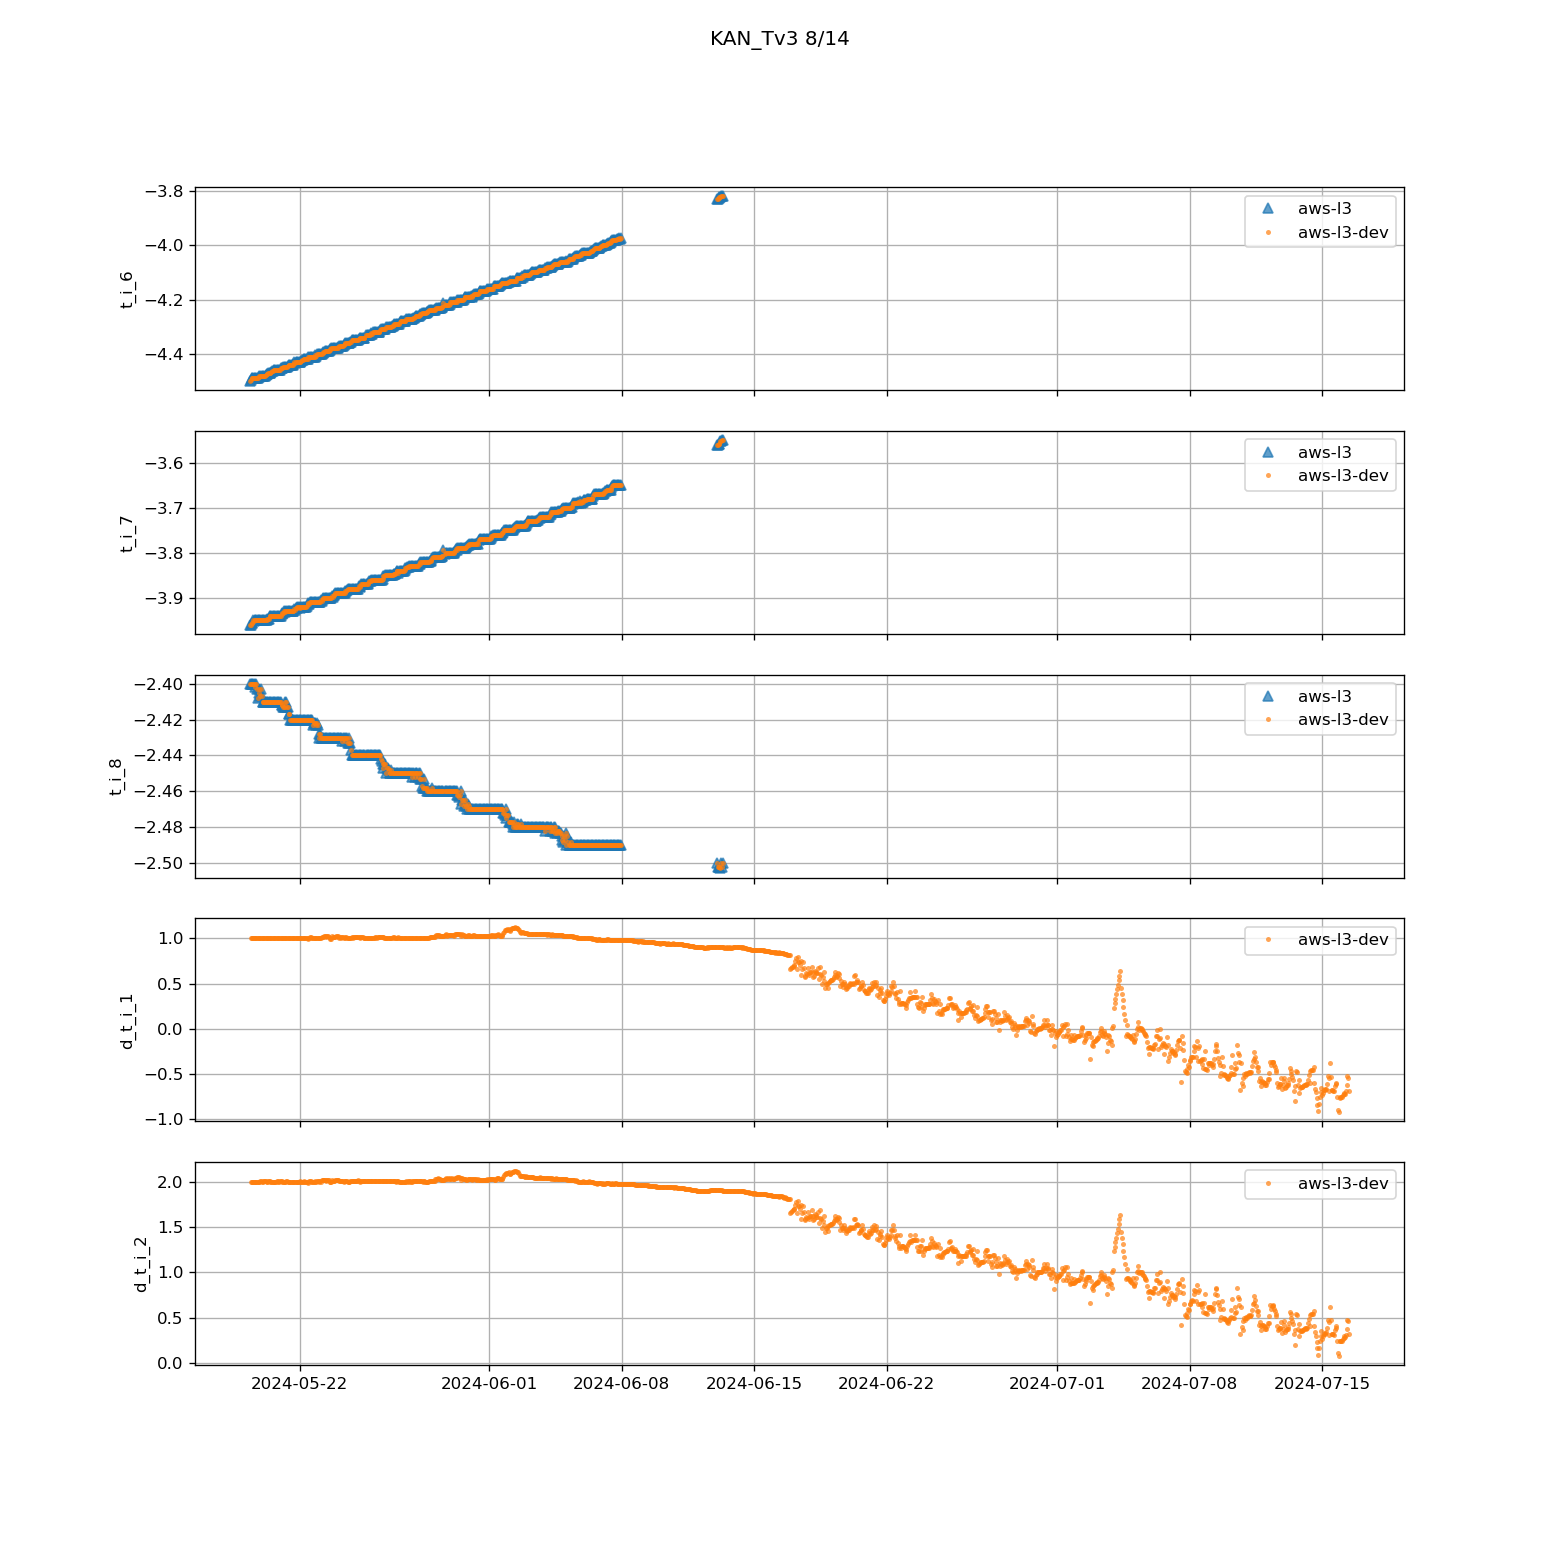 KAN_Tv3 8/14
−3.8
−4.0
−4.2
−4.4
t_i_6
aws-l3
aws-l3-dev
−3.6
−3.7
−3.8
−3.9
t_i_7
aws-l3
aws-l3-dev
−2.40
−2.42
−2.44
−2.46
−2.48
−2.50
t_i_8
aws-l3
aws-l3-dev
1.0
0.5
0.0
−0.5
−1.0
d_t_i_1
aws-l3-dev
2.0
1.5
1.0
0.5
0.0
d_t_i_2
aws-l3-dev
2024-05-22 2024-06-01 2024-06-08 2024-06-15 2024-06-22 2024-07-01 2024-07-08 2024-07-15